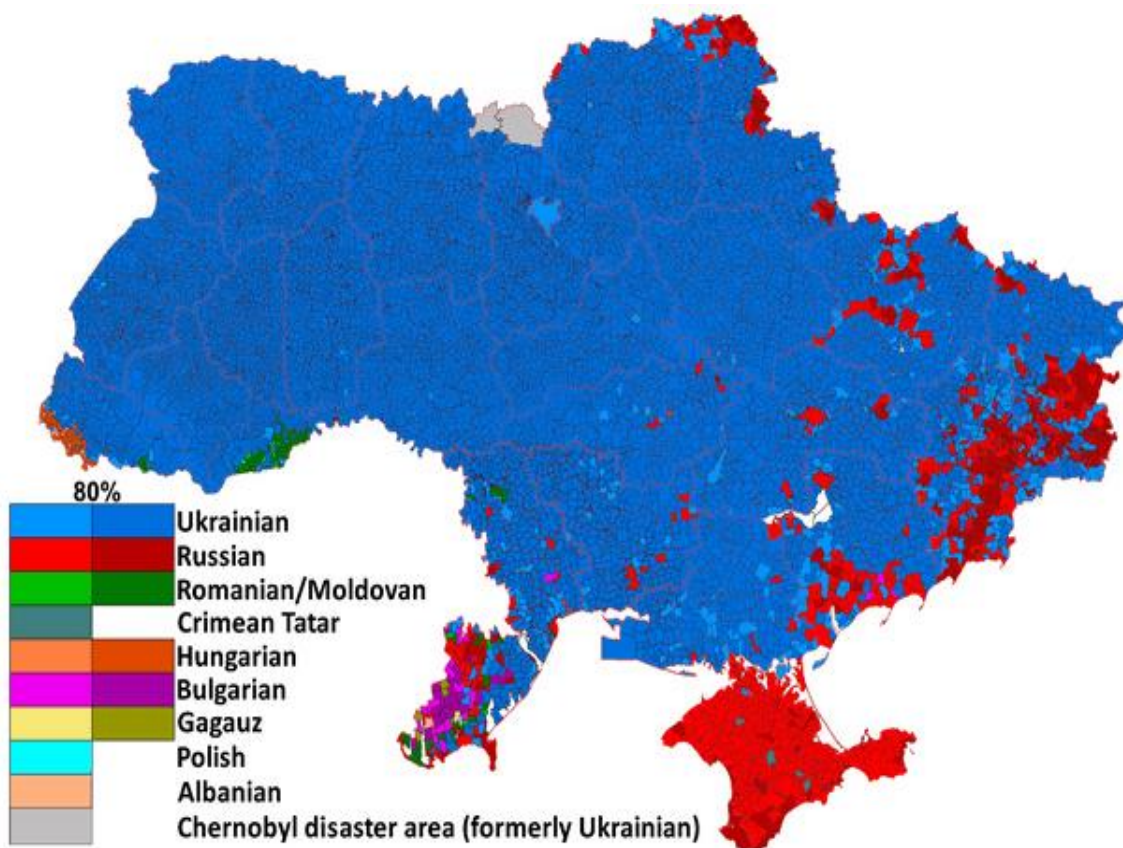 80%
Ukrainian
Russian
Romanian/Moldovan
Crimean Tatar
Hungarian
Bulgarian
Gagauz
Polish
Albanian
Chernobyl disaster area (formerly Ukrainian)